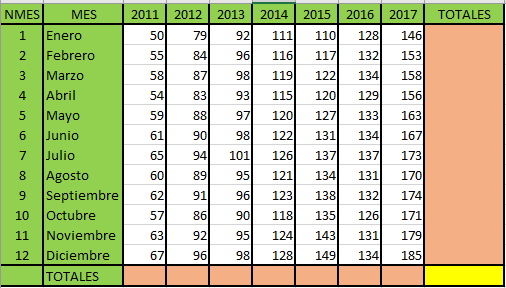 NMES MES 2011 2012 2013 2014 2015 2016 2017 TOTALES
1 Enero 50 79 92 111 110 128 146
2 Febrero 55 84 96 116 117 132 153
3 Marzo 58 87 98 119 122 134 158
4 Abril 54 83 93 115 120 129 156
5 Mayo 59 88 97 120 127 133 163
6 Junio 61 90 98 122 131 134 167
7 Julio 65 94 101 126 137 137 173
8 Agosto 60 89 95 121 134 131 170
9 Septiembre 62 91 96 123 138 132 174
10 Octubre 57 86 90 118 135 126 171
11 Noviembre 63 92 95 124 143 131 179
12 Diciembre 67 96 98 128 149 134 185
TOTALES